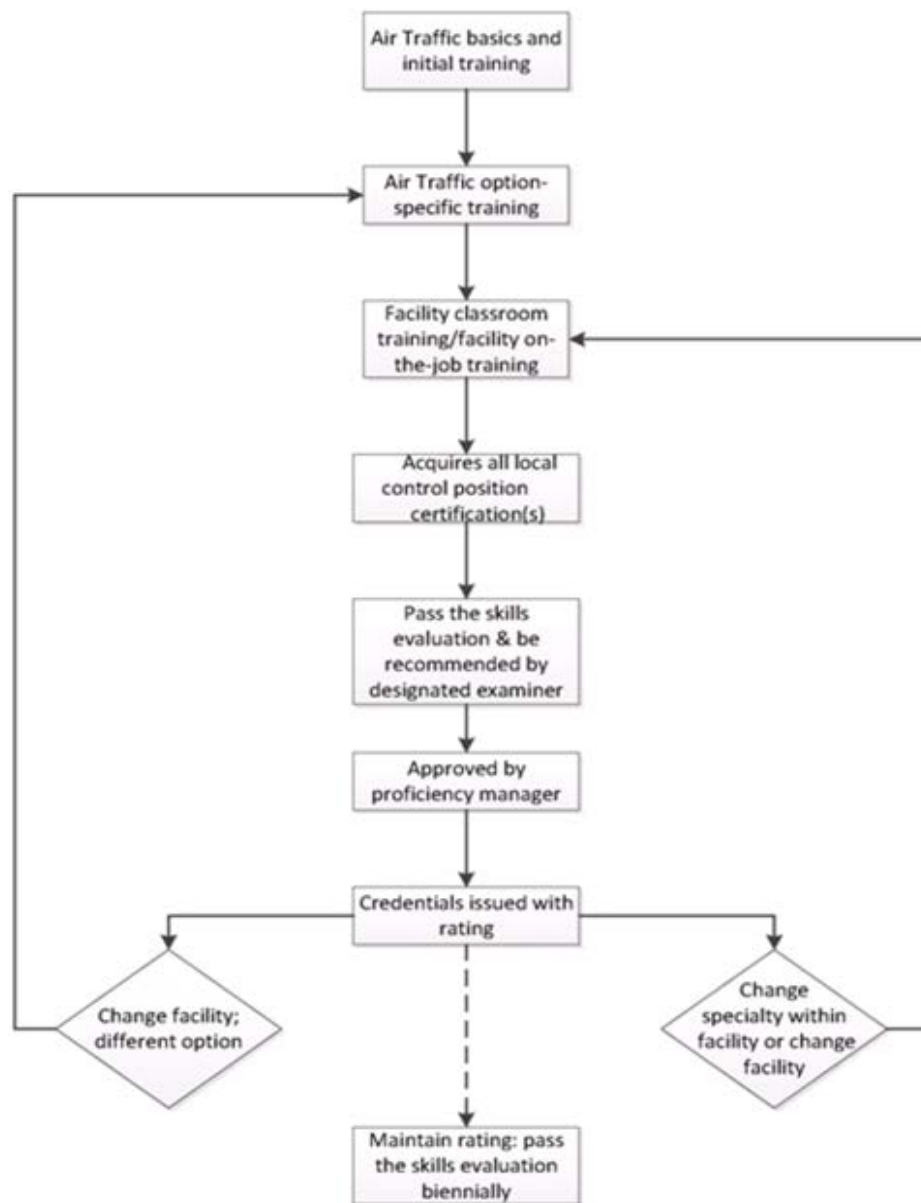 Air Traffic basics and
initial training
Air Traffic option-
specific training
Facility classroom
training/facility on-
the-job training
Acquires all local
control position
certification(s)
Pass the skills
evaluation & be
recommended by
designated examiner
Approved by
proficiency manager
Credentials issued with
rating
Change facility;
different option
Change
specialty within
facility or change
facility
Maintain rating: pass
the skills evaluation
biennially